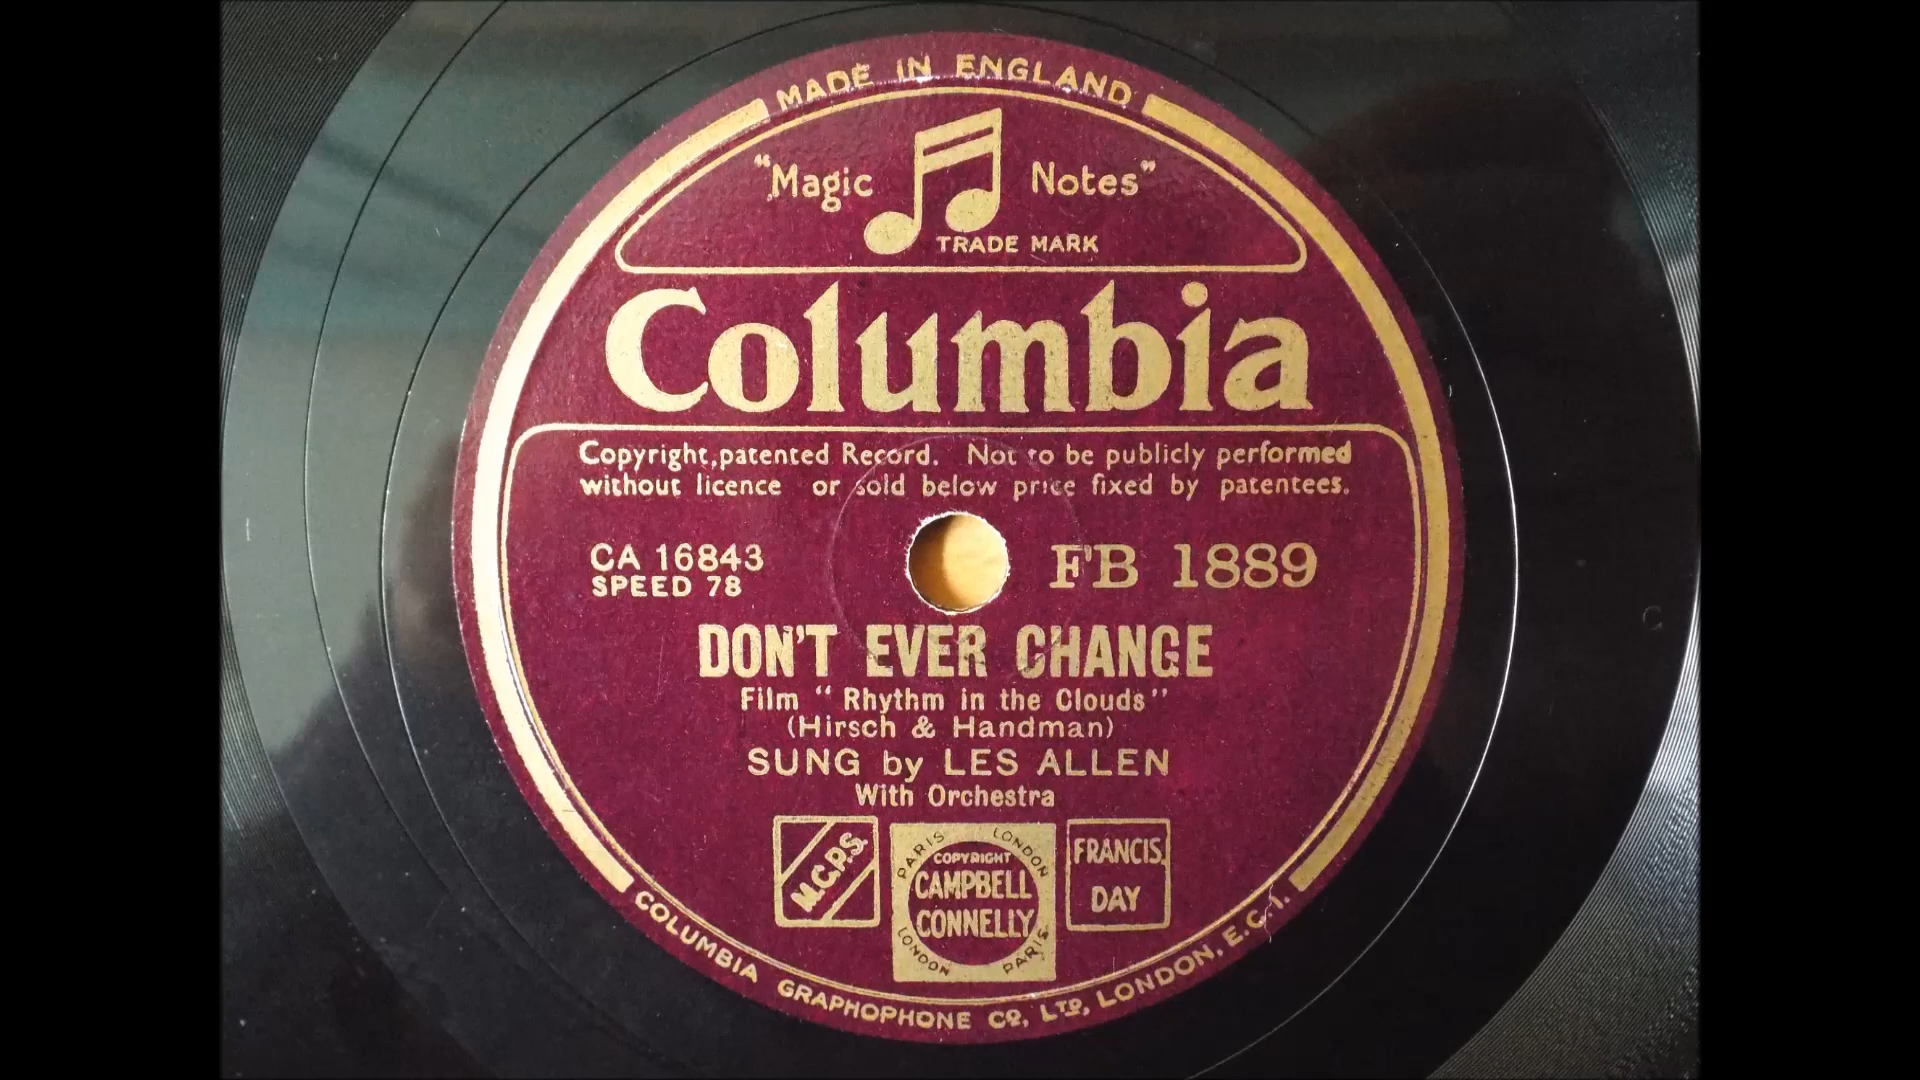 MADE IN ENGLAND
"Magic Notes"
TRADE MARK
Columbia
Copyright, patented Record. Not to be publicly performed
without licence or sold below price fixed by patentees.
CA 16843
SPEED 78
FB 1889
DON'T EVER CHANGE
Film "Rhythm in the Clouds"
(Hirsch & Handman)
SUNG by LES ALLEN
With Orchestra
M.C.P.S.
PARIS LONDON
COPYRIGHT
CAMPBELL
CONNELLY
LONDON PARIS
FRANCIS,
DAY
COLUMBIA GRAPHOPHONE CO, LTD, LONDON, E.C.1.